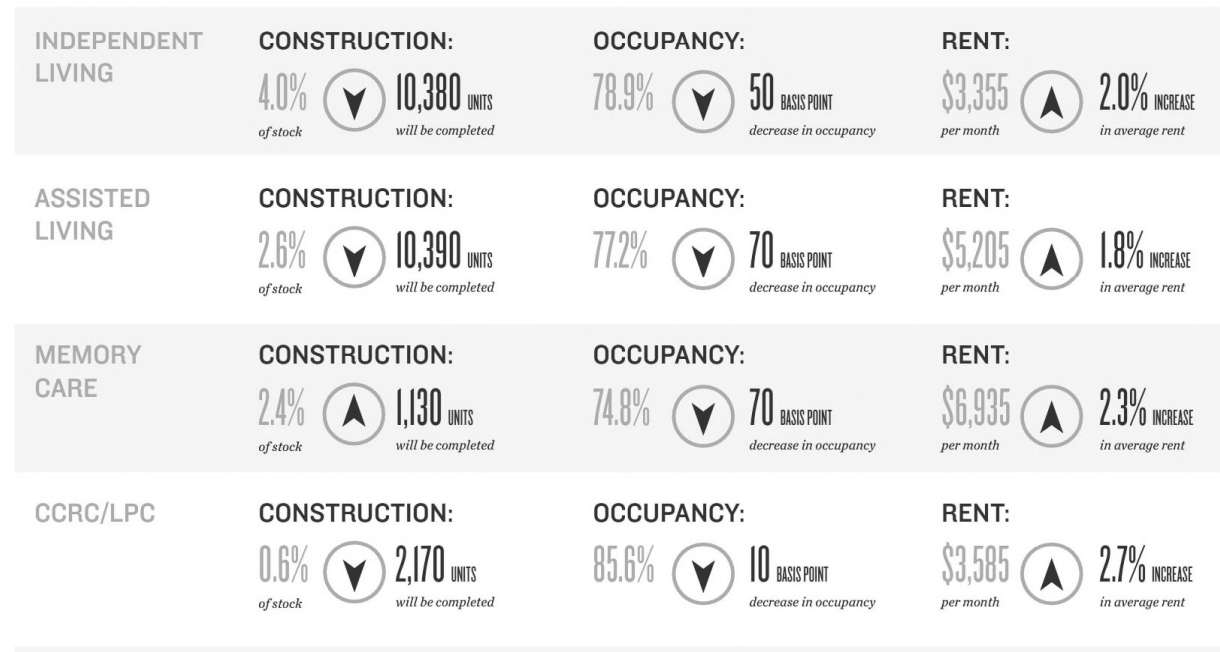 INDEPENDENT LIVING
CONSTRUCTION:
4.0% of stock
10,380 UNITS will be completed
OCCUPANCY:
78.9%
50 BASIS POINT decrease in occupancy
RENT:
$3,355 per month
2.0% INCREASE in average rent
ASSISTED LIVING
CONSTRUCTION:
2.6% of stock
10,390 UNITS will be completed
OCCUPANCY:
77.2%
70 BASIS POINT decrease in occupancy
RENT:
$5,205 per month
1.8% INCREASE in average rent
MEMORY CARE
CONSTRUCTION:
2.4% of stock
1,130 UNITS will be completed
OCCUPANCY:
74.8%
70 BASIS POINT decrease in occupancy
RENT:
$6,935 per month
2.3% INCREASE in average rent
CCRC/LPC
CONSTRUCTION:
0.6% of stock
2,170 UNITS will be completed
OCCUPANCY:
85.6%
10 BASIS POINT decrease in occupancy
RENT:
$3,585 per month
2.7% INCREASE in average rent